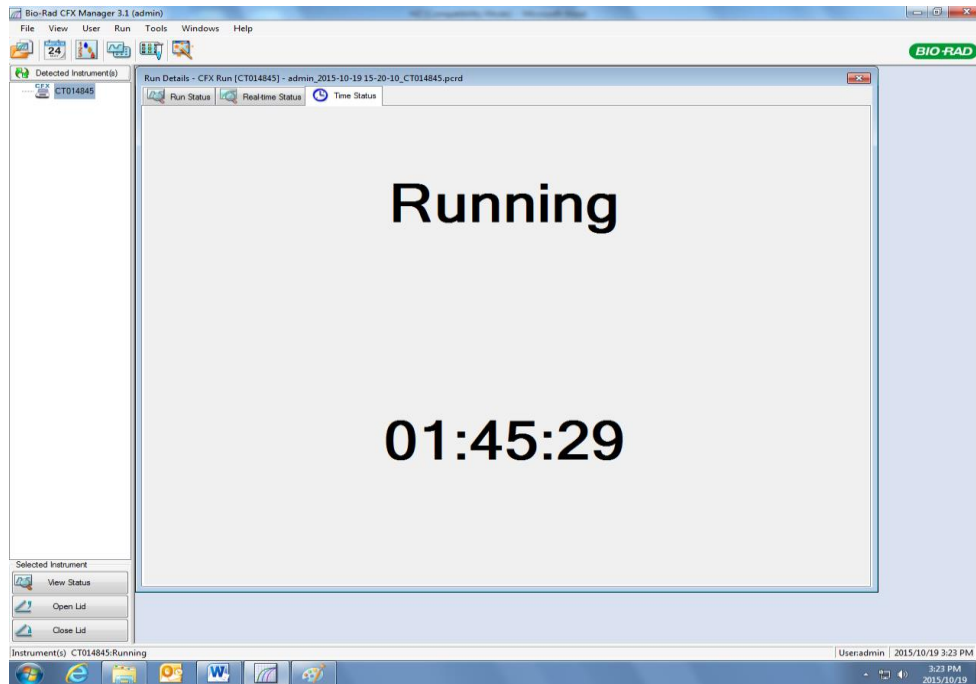 Bio-Rad CFX Manager 3.1 (admin)
File View User Run Tools Windows Help
24
BIO-RAD
Detected Instrument(s)
CFX
CT014845
Run Details - CFX Run [CT014845] - admin_2015-10-19 15-20-10_CT014845.pcrd
Run Status Real-time Status Time Status
Running
01:45:29
Selected Instrument
View Status
Open Lid
Close Lid
Instrument(s) CT014845:Running
User:admin 2015/10/19 3:23 PM
3:23 PM
2015/10/19